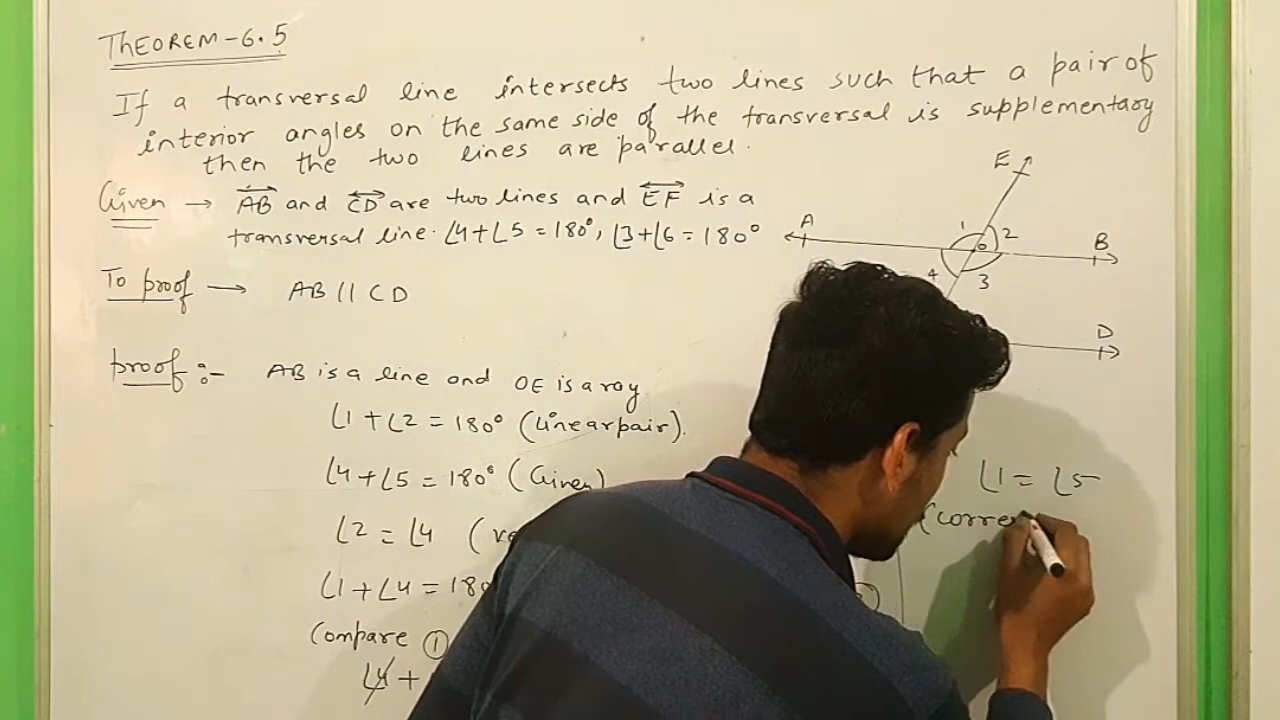 THEOREM-6.5
If a transversal line intersects two lines such that a pair of
interior angles on the same side of the transversal is supplementary
then the two lines are parallel.
Given → AB and CD are two lines and EF is a
transversal line. ∠4+∠5=180°, ∠3+∠6=180°
To proof → AB || CD
proof :- AB is a line and OE is a ray
∠1+∠2=180° (linear pair).
∠4+∠5=180° (Given)
∠2=∠4
∠1+∠4=180
Compare ①
∠4+
E
A
1
2
O
B
4
3
D
∠1=∠5
(corre